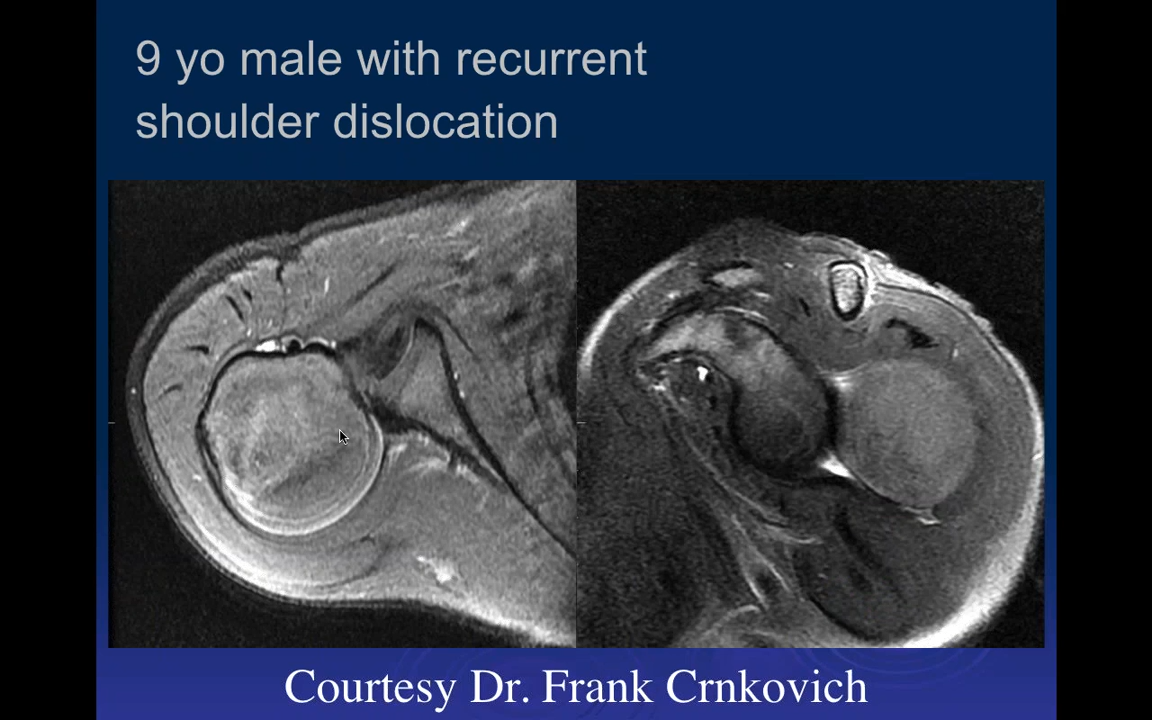 9 yo male with recurrent
shoulder dislocation
Courtesy Dr. Frank Crnkovich